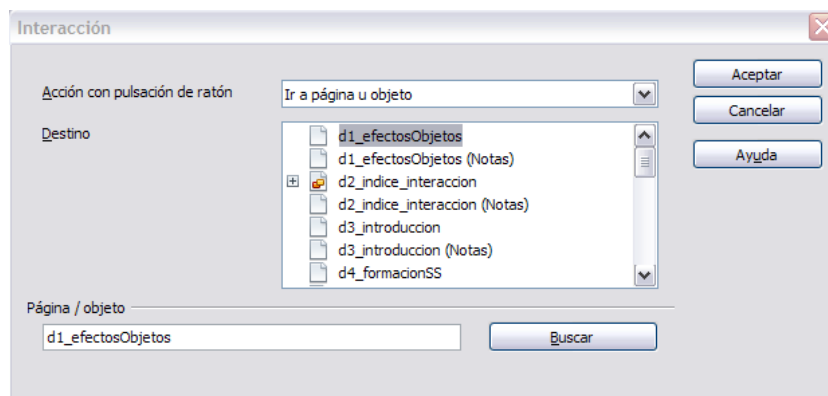 Interacción
Acción con pulsación de ratón
Ir a página u objeto
Aceptar
Cancelar
Ayuda
Destino
d1_efectosObjetos
d1_efectosObjetos (Notas)
d2_indice_interaccion
d2_indice_interaccion (Notas)
d3_introduccion
d3_introduccion (Notas)
d4_formacionSS
Página / objeto
d1_efectosObjetos
Buscar